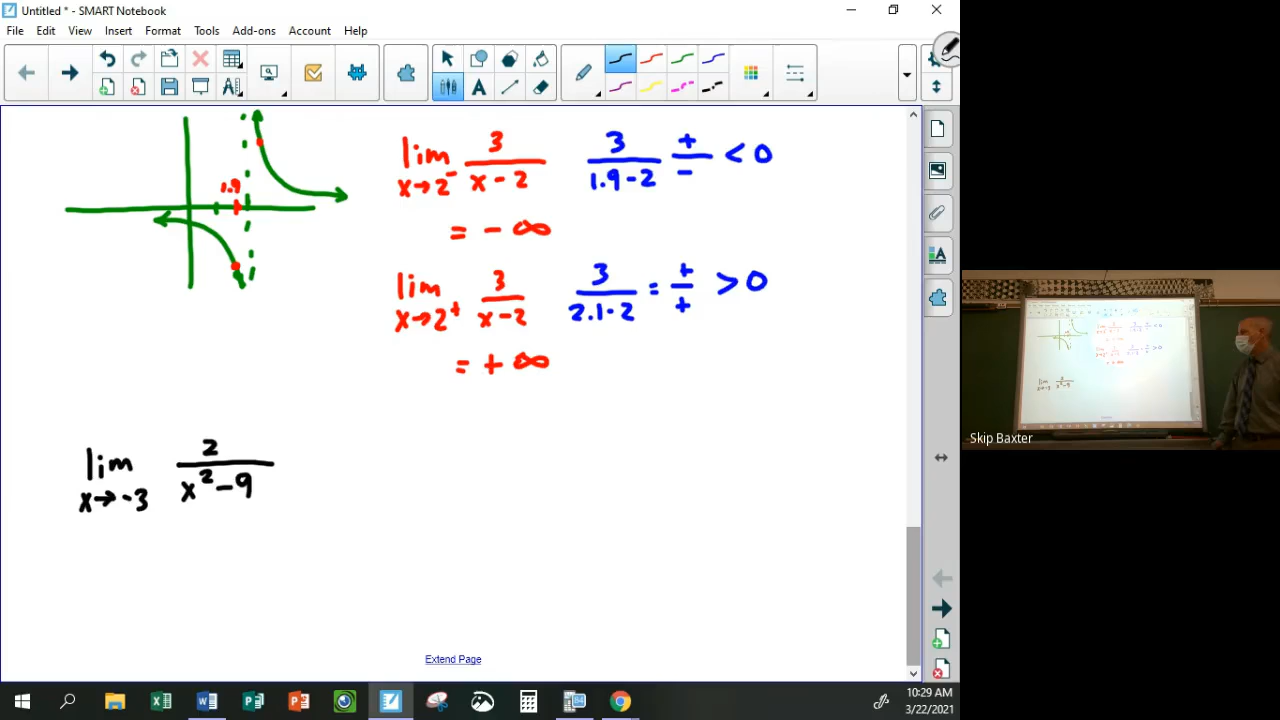 Untitled * - SMART Notebook
File Edit View Insert Format Tools Add-ons Account Help
lim x→2⁻ 3/(x-2) 3/(1.9-2) +/- < 0
1.9
= -∞
lim x→2⁺ 3/(x-2) 3/(2.1-2) = +/+ > 0
= +∞
lim x→-3 2/(x²-9)
Skip Baxter
Extend Page
10:29 AM
3/22/2021